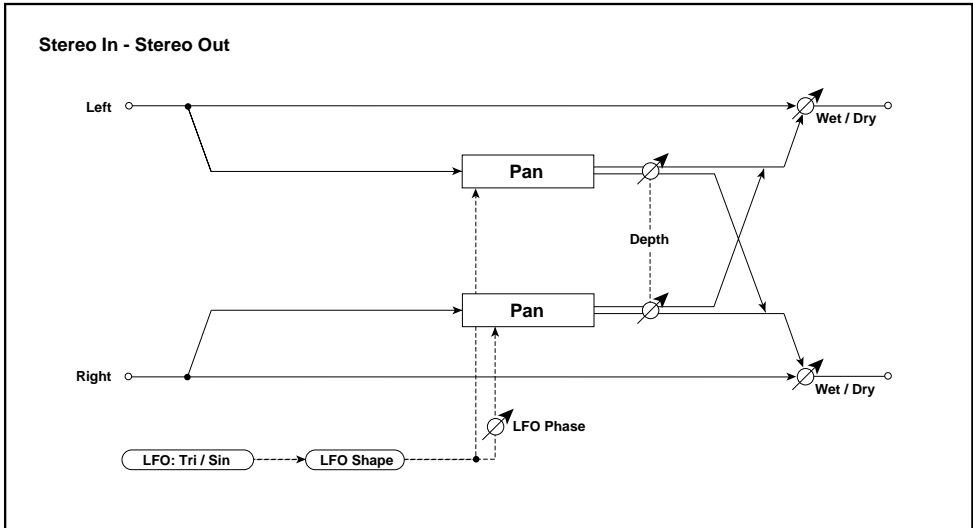 Stereo In - Stereo Out
Left
Wet / Dry
Pan
Depth
Pan
Right
Wet / Dry
LFO Phase
LFO: Tri / Sin
LFO Shape